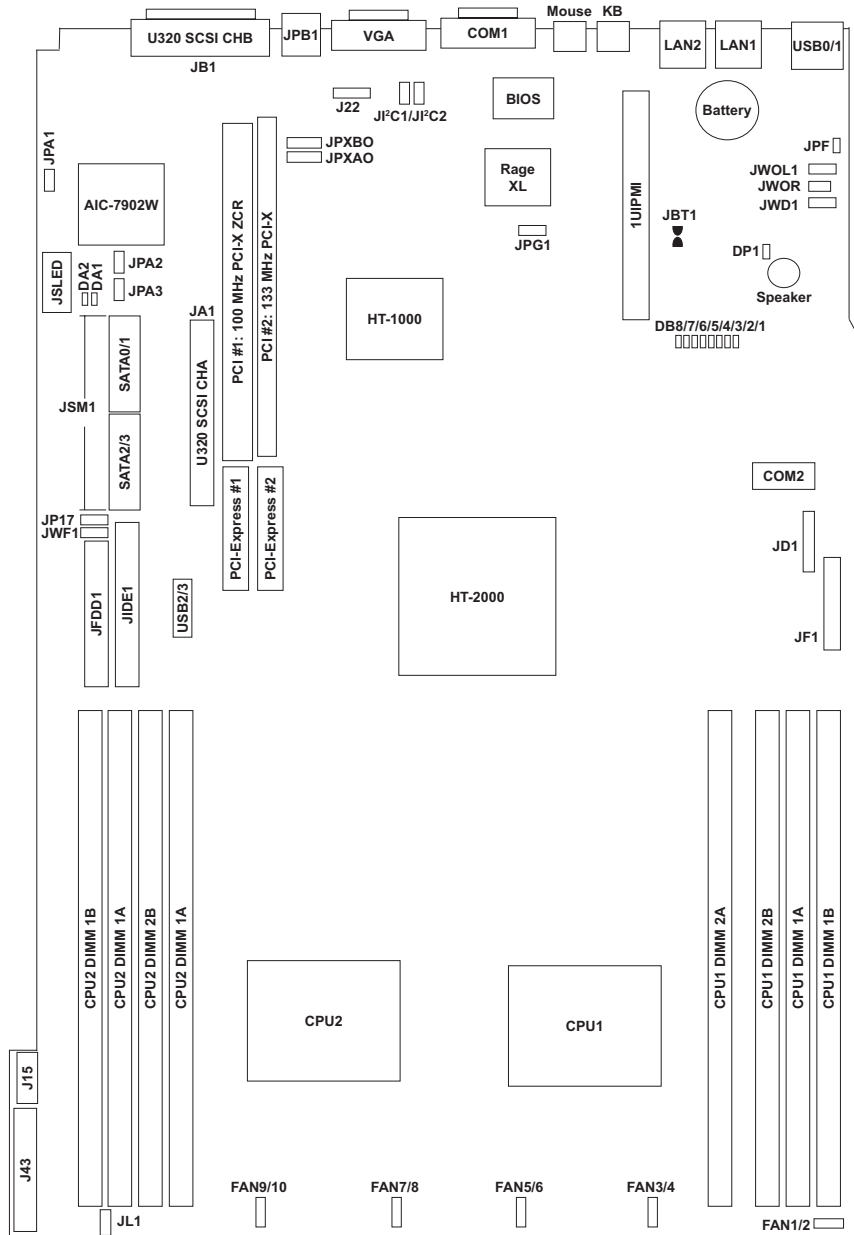 U320 SCSI CHB
JB1
JPB1
VGA
COM1
Mouse
KB
LAN2
LAN1
USB0/1
J22
JI²C1/JI²C2
BIOS
Battery
JPXBO
JPXAO
JPF
JPA1
AIC-7902W
Rage
XL
1UIPMI
JWOL1
JWOR
JWD1
JBT1
JPG1
DP1
Speaker
JSLED
DA2
DA1
JPA2
JPA3
JA1
PCI #1: 100 MHz PCI-X ZCR
PCI #2: 133 MHz PCI-X
HT-1000
DB8/7/6/5/4/3/2/1
JSM1
SATA0/1
SATA2/3
U320 SCSI CHA
COM2
PCI-Express #1
PCI-Express #2
JP17
JWF1
JFDD1
JIDE1
USB2/3
HT-2000
JD1
JF1
CPU2 DIMM 1B
CPU2 DIMM 1A
CPU2 DIMM 2B
CPU2 DIMM 1A
CPU1 DIMM 2A
CPU1 DIMM 2B
CPU1 DIMM 1A
CPU1 DIMM 1B
CPU2
CPU1
J15
J43
JL1
FAN9/10
FAN7/8
FAN5/6
FAN3/4
FAN1/2